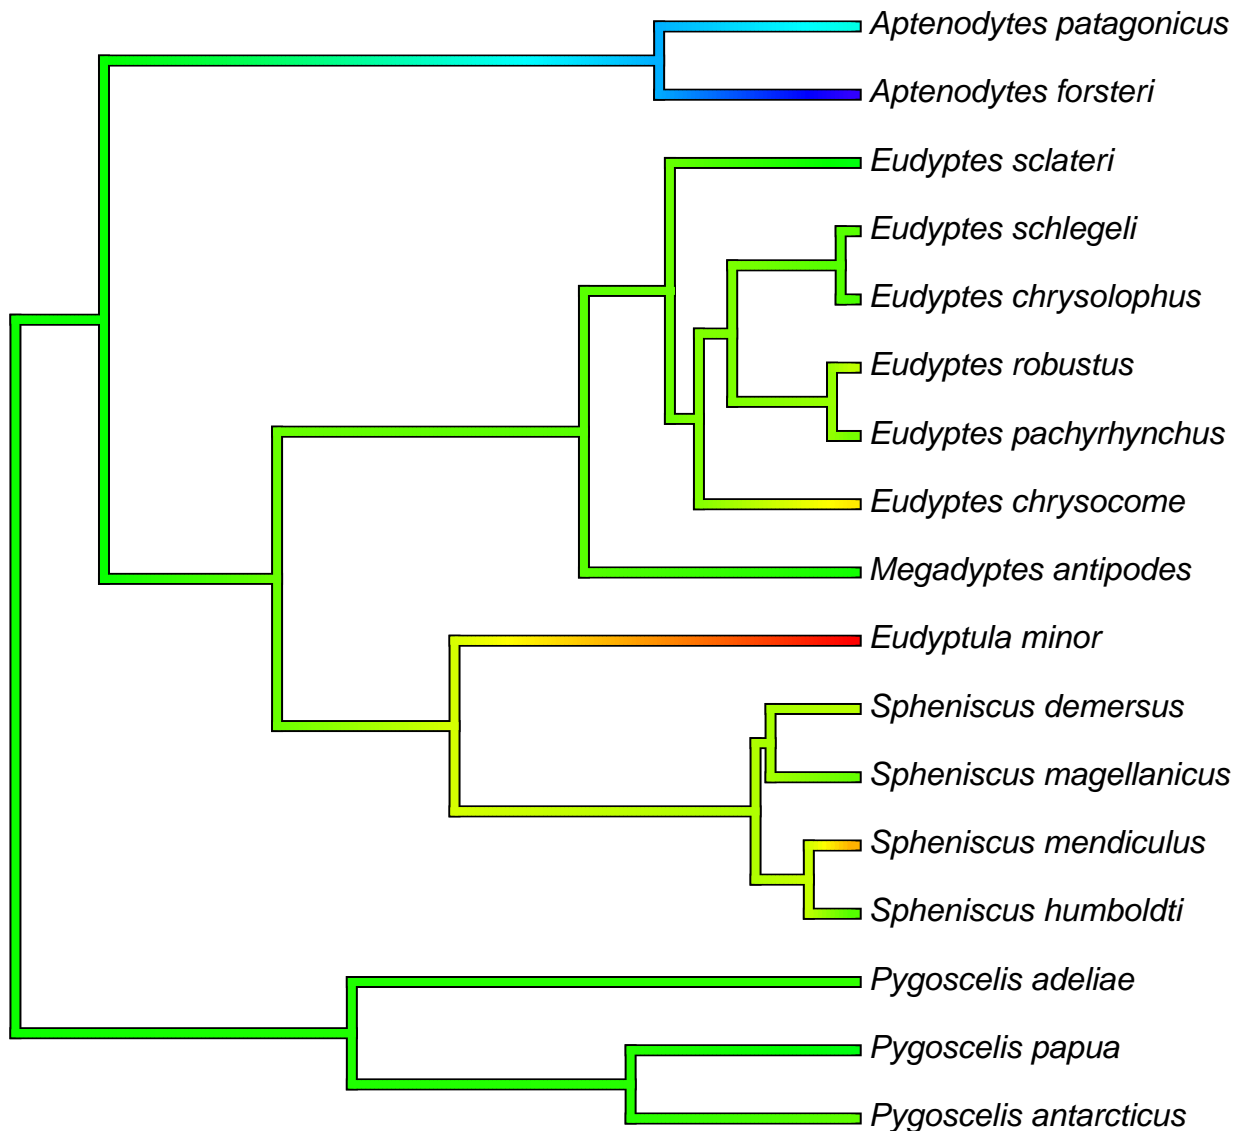 Aptenodytes patagonicus
Aptenodytes forsteri
Eudyptes sclateri
Eudyptes schlegeli
Eudyptes chrysolophus
Eudyptes robustus
Eudyptes pachyrhynchus
Eudyptes chrysocome
Megadyptes antipodes
Eudyptula minor
Spheniscus demersus
Spheniscus magellanicus
Spheniscus mendiculus
Spheniscus humboldti
Pygoscelis adeliae
Pygoscelis papua
Pygoscelis antarcticus